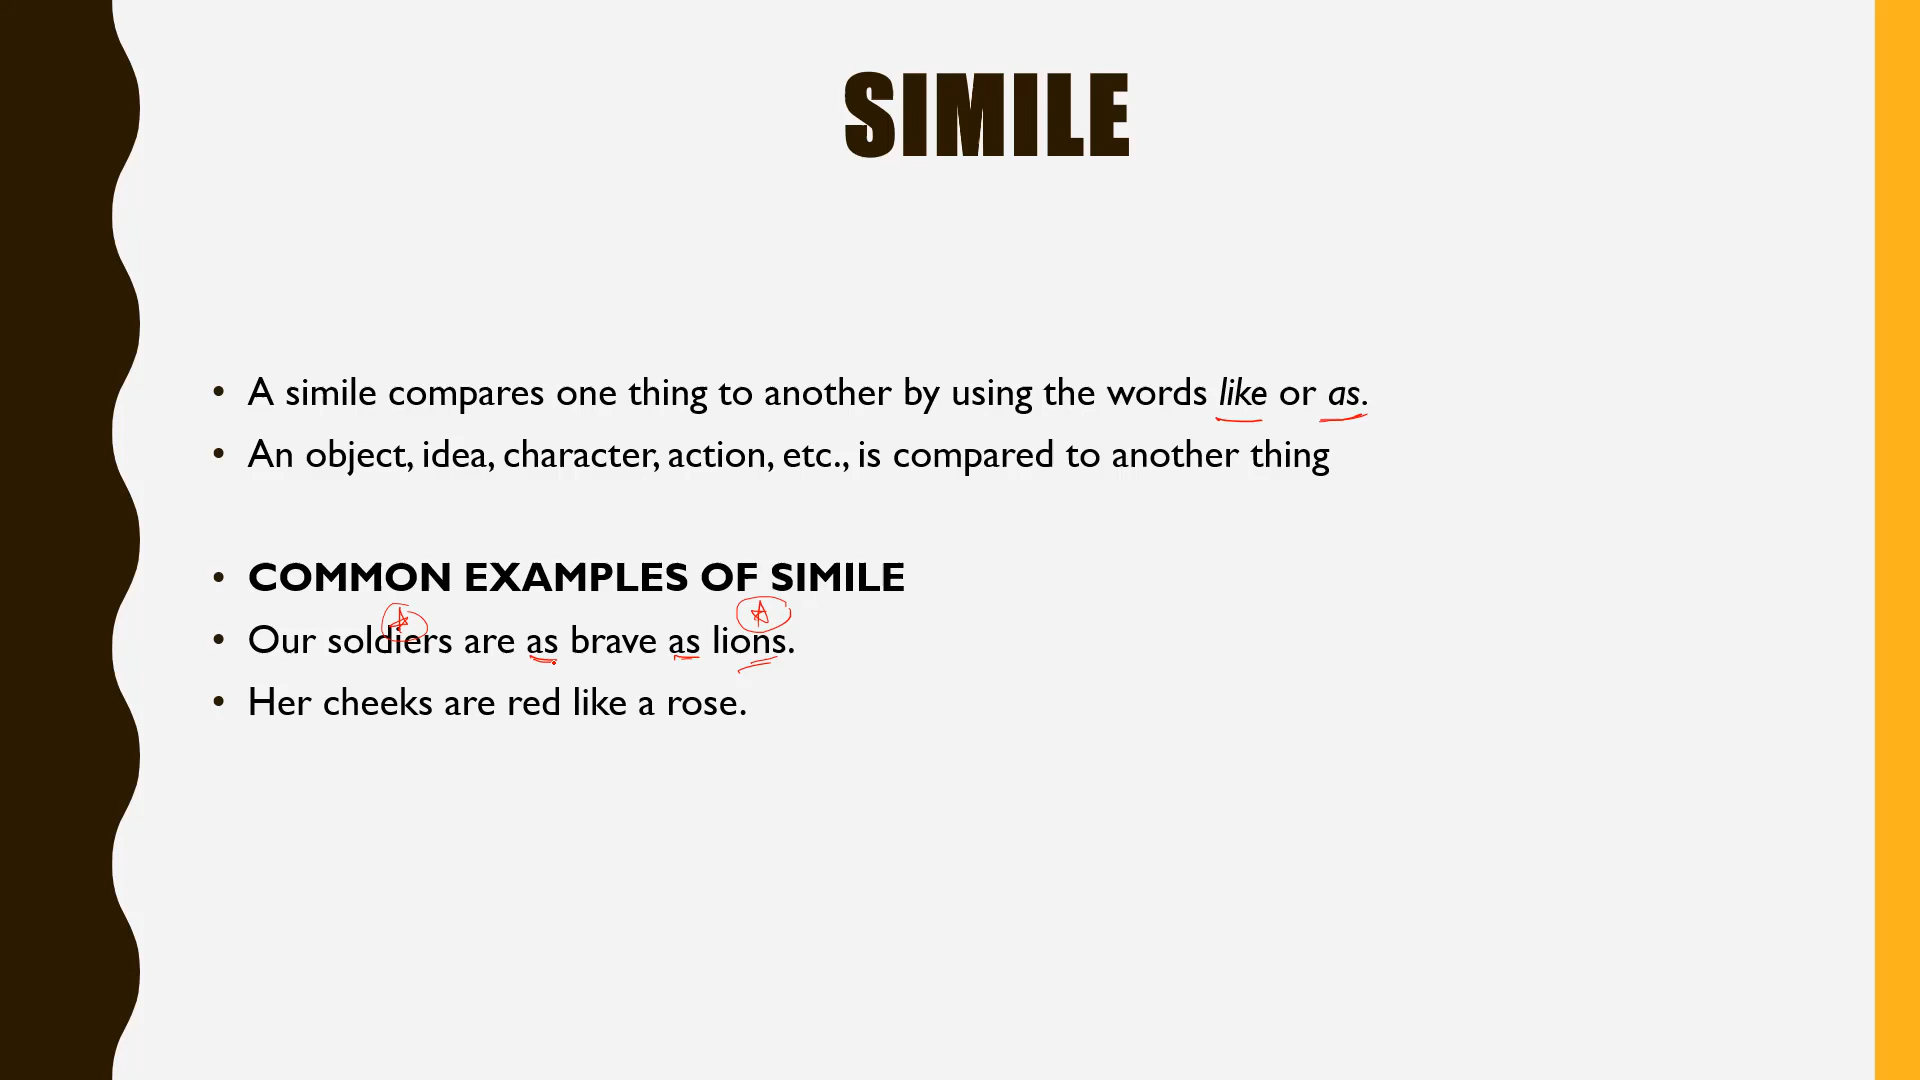 SIMILE
• A simile compares one thing to another by using the words like or as.
• An object, idea, character, action, etc., is compared to another thing
• COMMON EXAMPLES OF SIMILE
• Our soldiers are as brave as lions.
• Her cheeks are red like a rose.